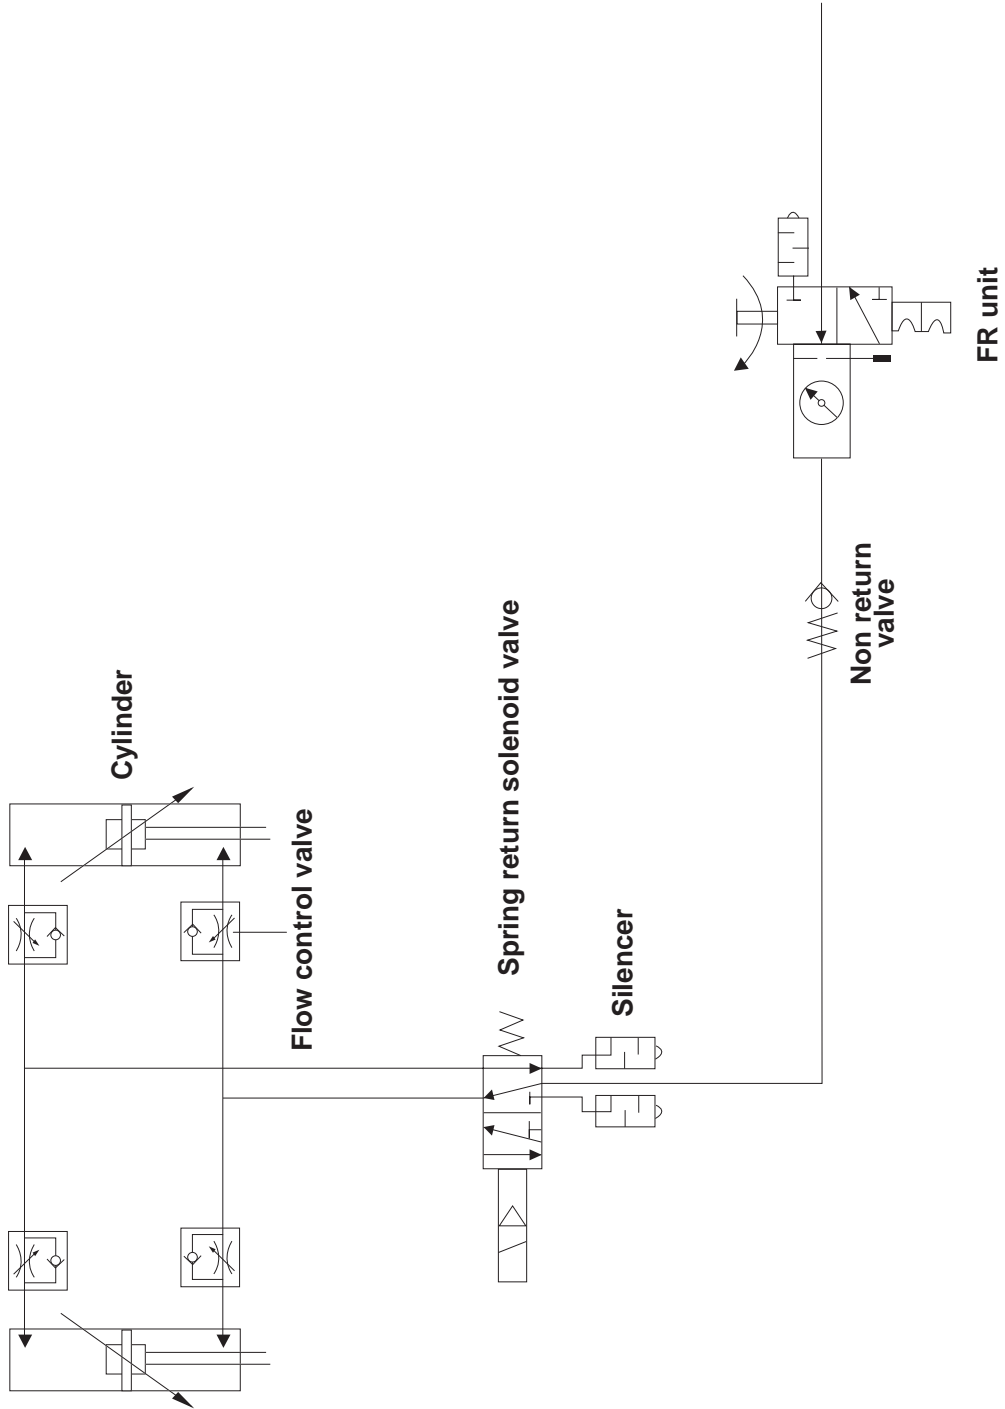 Cylinder
Flow control valve
Spring return solenoid valve
Silencer
Non return
valve
FR unit